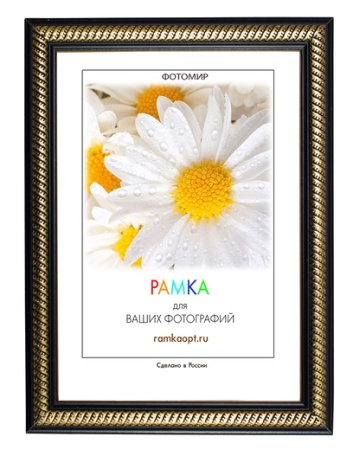 ФОТОМИР
РАМКА
для
ВАШИХ ФОТОГРАФИЙ
ramkaopt.ru
Сделано в России